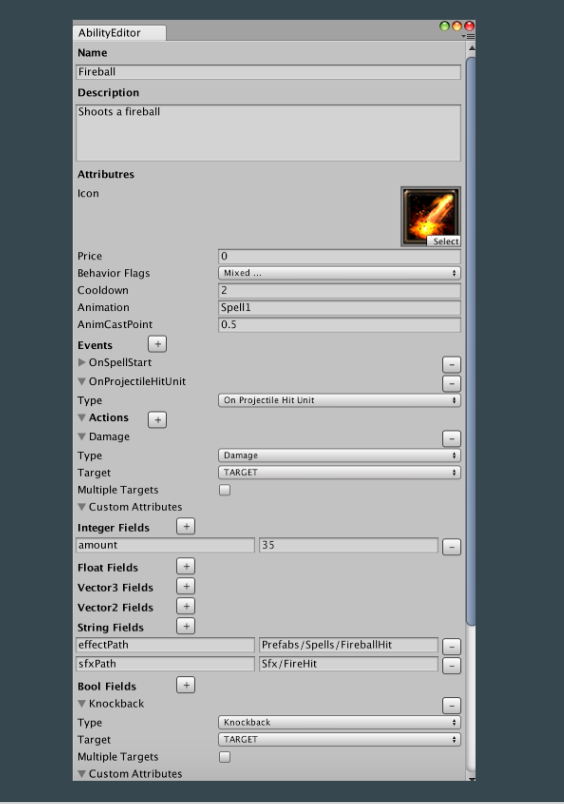 AbilityEditor
Name
Fireball
Description
Shoots a fireball
Attributres
Icon
Select
Price 0
Behavior Flags Mixed ...
Cooldown 2
Animation Spell1
AnimCastPoint 0.5
Events +
OnSpellStart -
OnProjectileHitUnit -
Type On Projectile Hit Unit
Actions +
Damage -
Type Damage
Target TARGET
Multiple Targets
Custom Attributes
Integer Fields +
amount 35 -
Float Fields +
Vector3 Fields +
Vector2 Fields +
String Fields +
effectPath Prefabs/Spells/FireballHit -
sfxPath Sfx/FireHit -
Bool Fields +
Knockback -
Type Knockback
Target TARGET
Multiple Targets
Custom Attributes